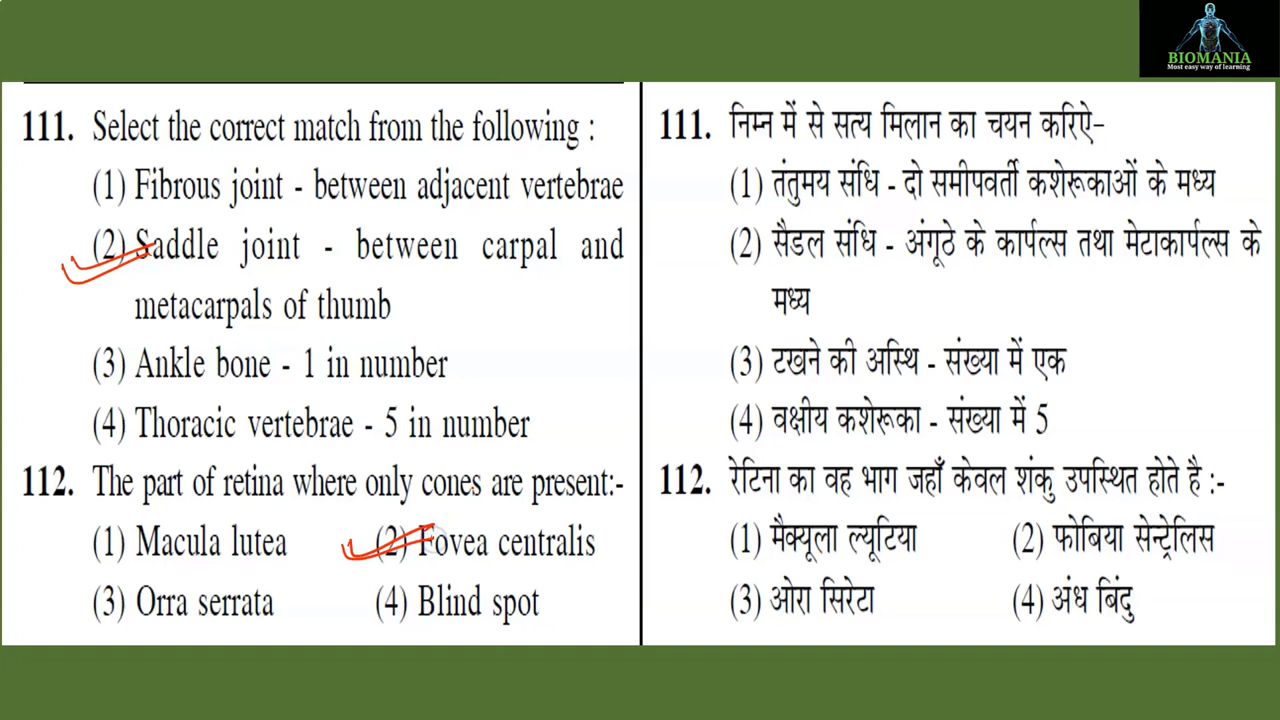 BIOMANIA
Most easy way of learning
111. Select the correct match from the following :
(1) Fibrous joint - between adjacent vertebrae
(2) Saddle joint - between carpal and
metacarpals of thumb
(3) Ankle bone - 1 in number
(4) Thoracic vertebrae - 5 in number
112. The part of retina where only cones are present:-
(1) Macula lutea (2) Fovea centralis
(3) Orra serrata (4) Blind spot
111. निम्न में से सत्य मिलान का चयन करिऐ–
(1) तंतुमय संधि - दो समीपवर्ती कशेरूकाओं के मध्य
(2) सैडल संधि - अंगूठे के कार्पल्स तथा मेटाकार्पल्स के
मध्य
(3) टखने की अस्थि - संख्या में एक
(4) वक्षीय कशेरूका - संख्या में 5
112. रेटिना का वह भाग जहाँ केवल शंकु उपस्थित होते है :-
(1) मैक्यूला ल्यूटिया (2) फोबिया सेन्ट्रेलिस
(3) ओरा सिरेटा (4) अंध बिंदु